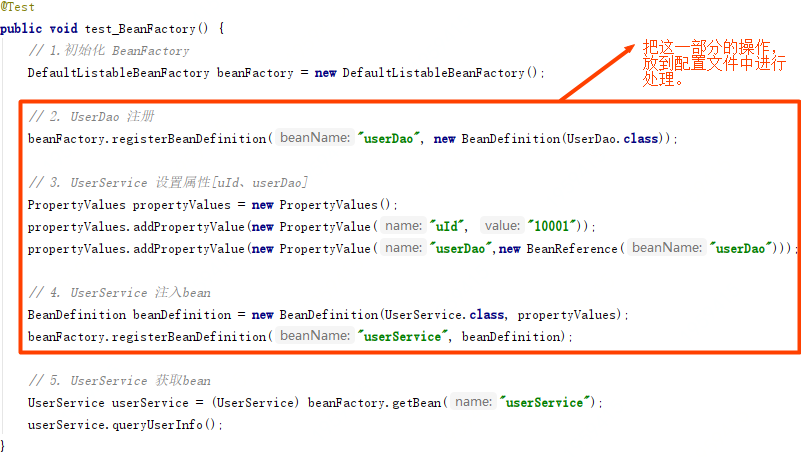 @Test
public void test_BeanFactory() {
// 1.初始化 BeanFactory
DefaultListableBeanFactory beanFactory = new DefaultListableBeanFactory();
把这一部分的操作，
放到配置文件中进行
处理。
// 2. UserDao 注册
beanFactory.registerBeanDefinition( beanName: "userDao", new BeanDefinition(UserDao.class));
// 3. UserService 设置属性[uId、userDao]
PropertyValues propertyValues = new PropertyValues();
propertyValues.addPropertyValue(new PropertyValue( name: "uId", value: "10001"));
propertyValues.addPropertyValue(new PropertyValue( name: "userDao",new BeanReference( beanName: "userDao")));
// 4. UserService 注入bean
BeanDefinition beanDefinition = new BeanDefinition(UserService.class, propertyValues);
beanFactory.registerBeanDefinition( beanName: "userService", beanDefinition);
// 5. UserService 获取bean
UserService userService = (UserService) beanFactory.getBean( name: "userService");
userService.queryUserInfo();
}